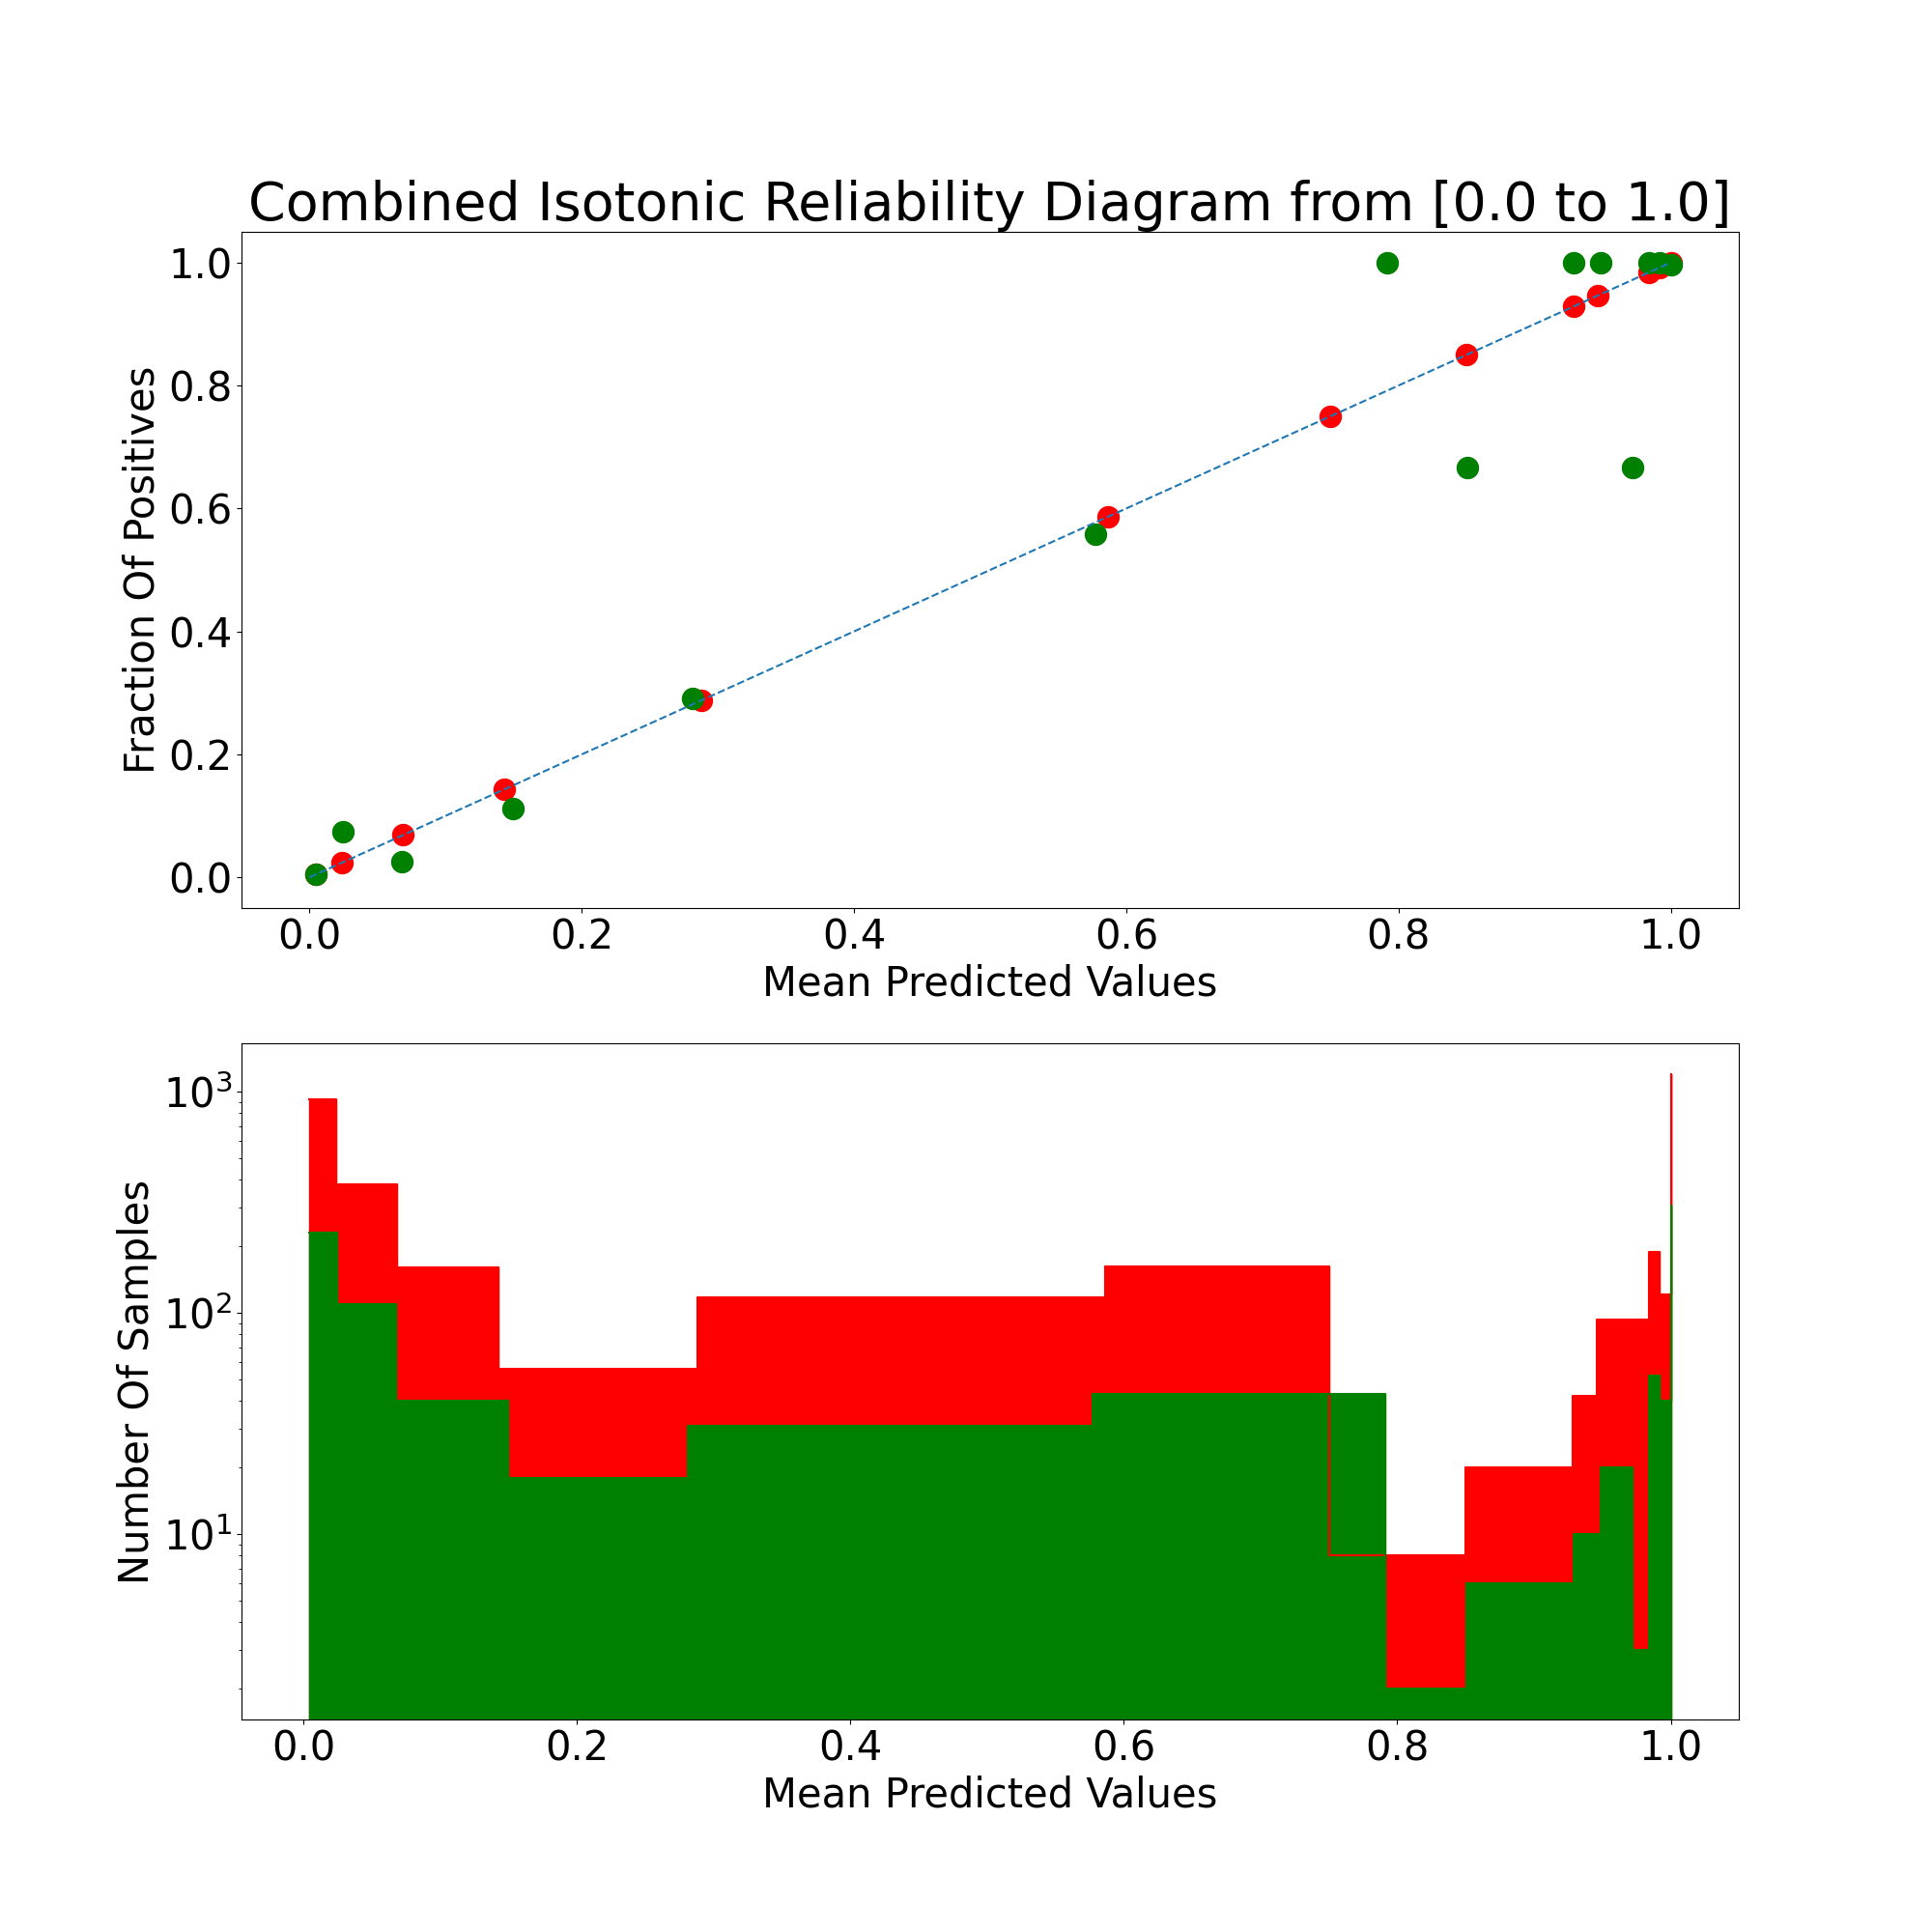 Combined Isotonic Reliability Diagram from [0.0 to 1.0]
1.0
0.8
0.6
0.4
0.2
0.0
Fraction Of Positives
0.0 0.2 0.4 0.6 0.8 1.0
Mean Predicted Values
10³
10²
10¹
Number Of Samples
0.0 0.2 0.4 0.6 0.8 1.0
Mean Predicted Values